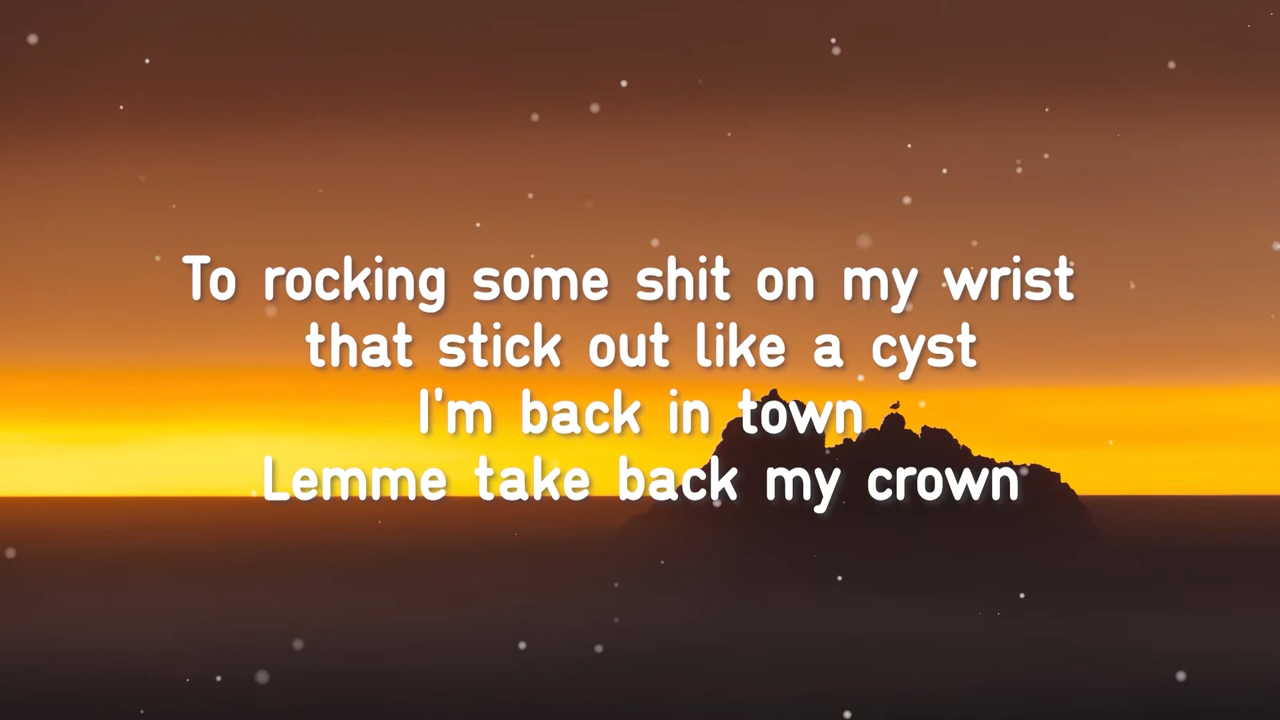 To rocking some shit on my wrist
that stick out like a cyst
I'm back in town
Lemme take back my crown